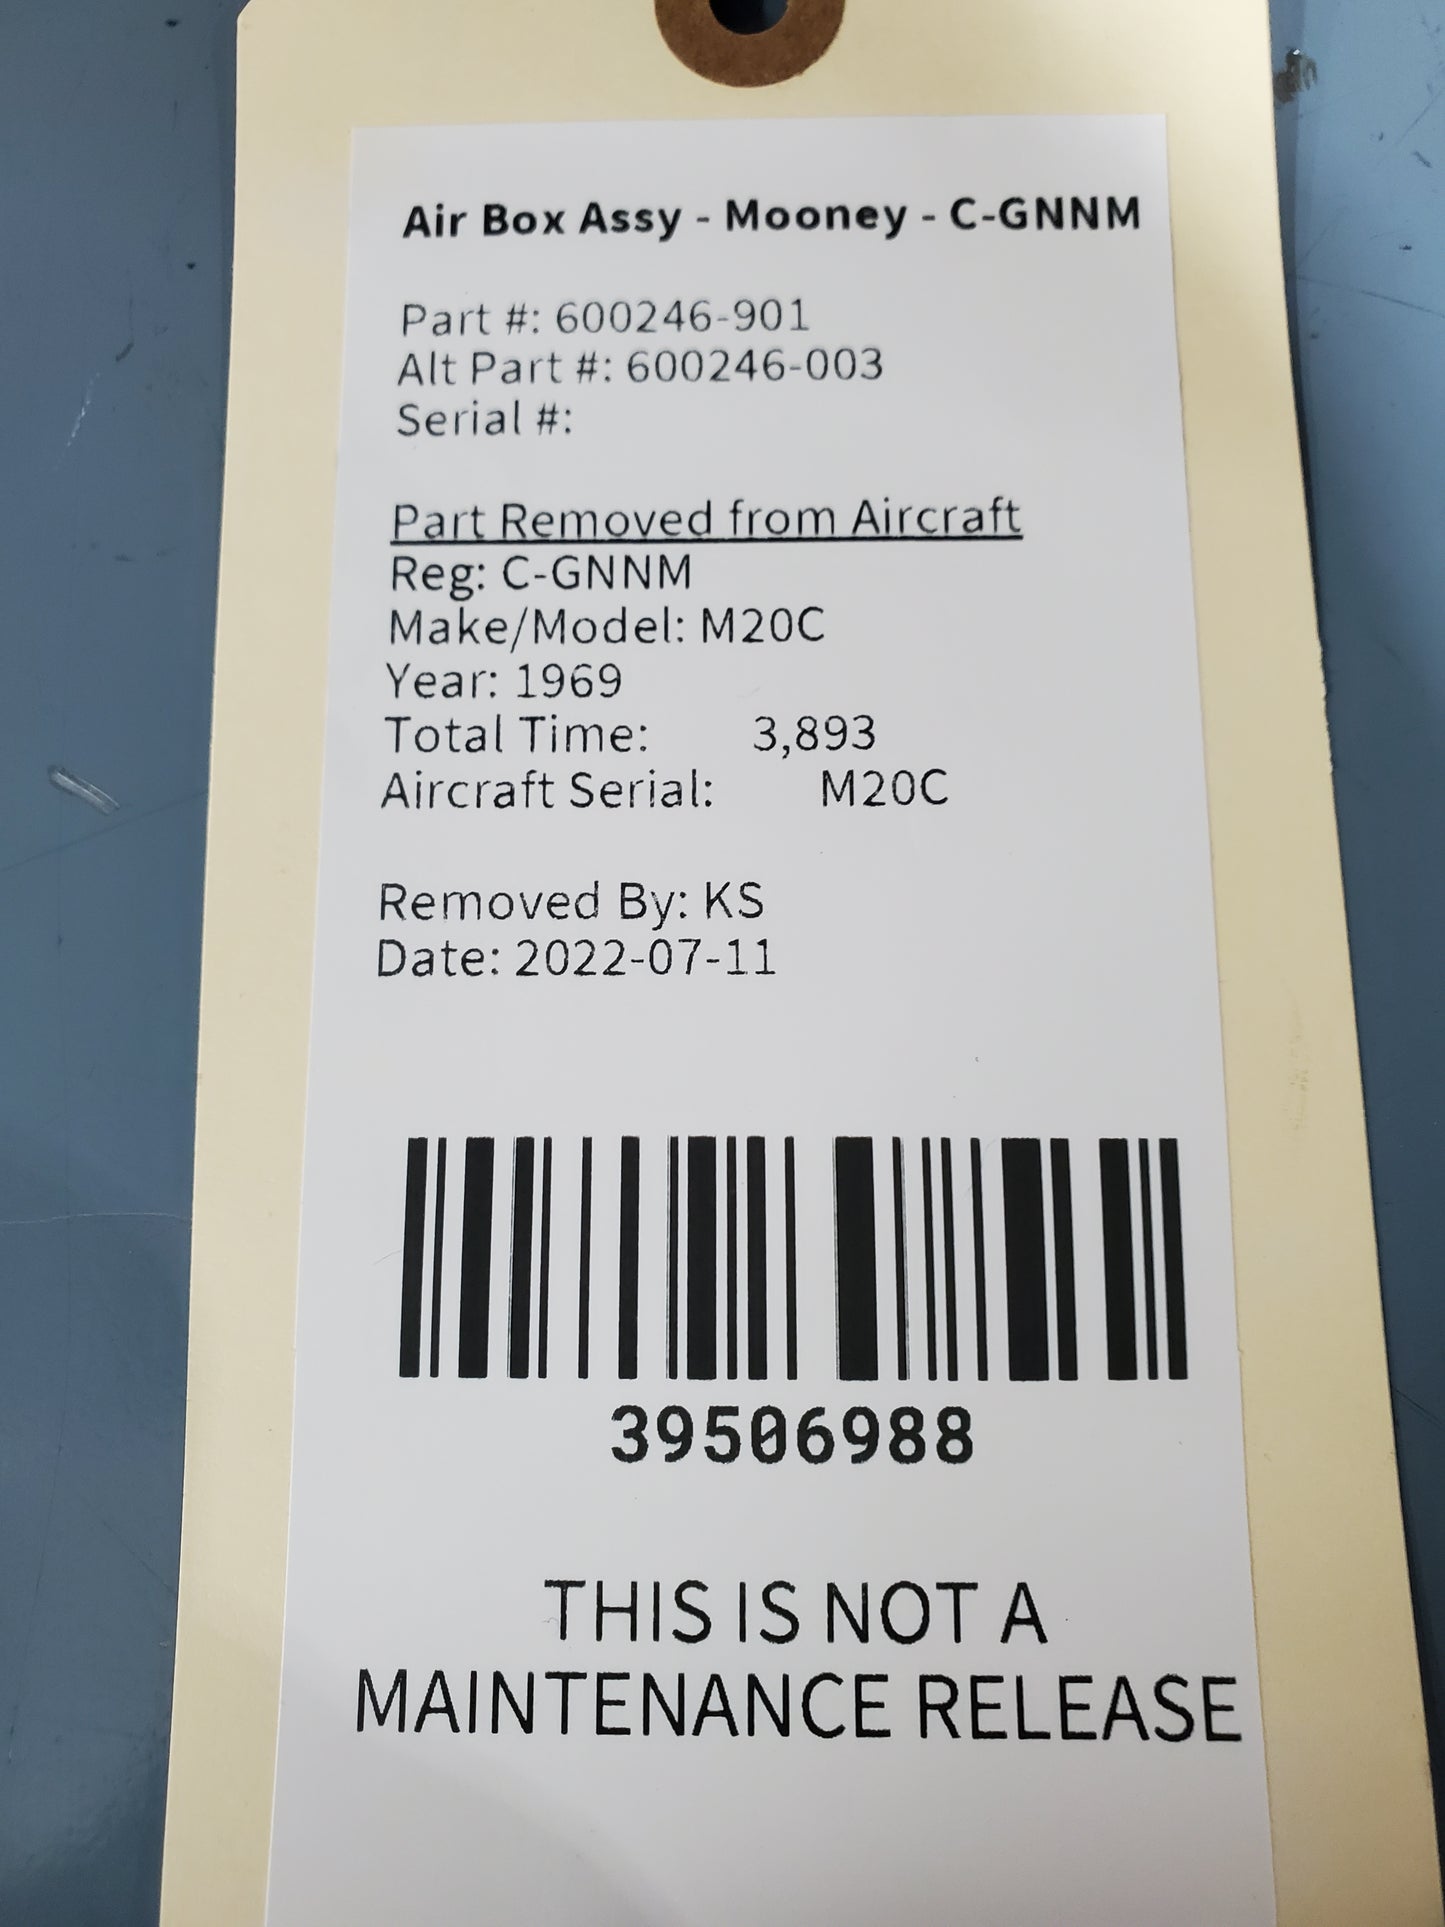 Air Box Assy - Mooney - C-GNNM
Part #: 600246-901
Alt Part #: 600246-003
Serial #:
Part Removed from Aircraft
Reg: C-GNNM
Make/Model: M20C
Year: 1969
Total Time: 3,893
Aircraft Serial: M20C
Removed By: KS
Date: 2022-07-11
39506988
THIS IS NOT A
MAINTENANCE RELEASE